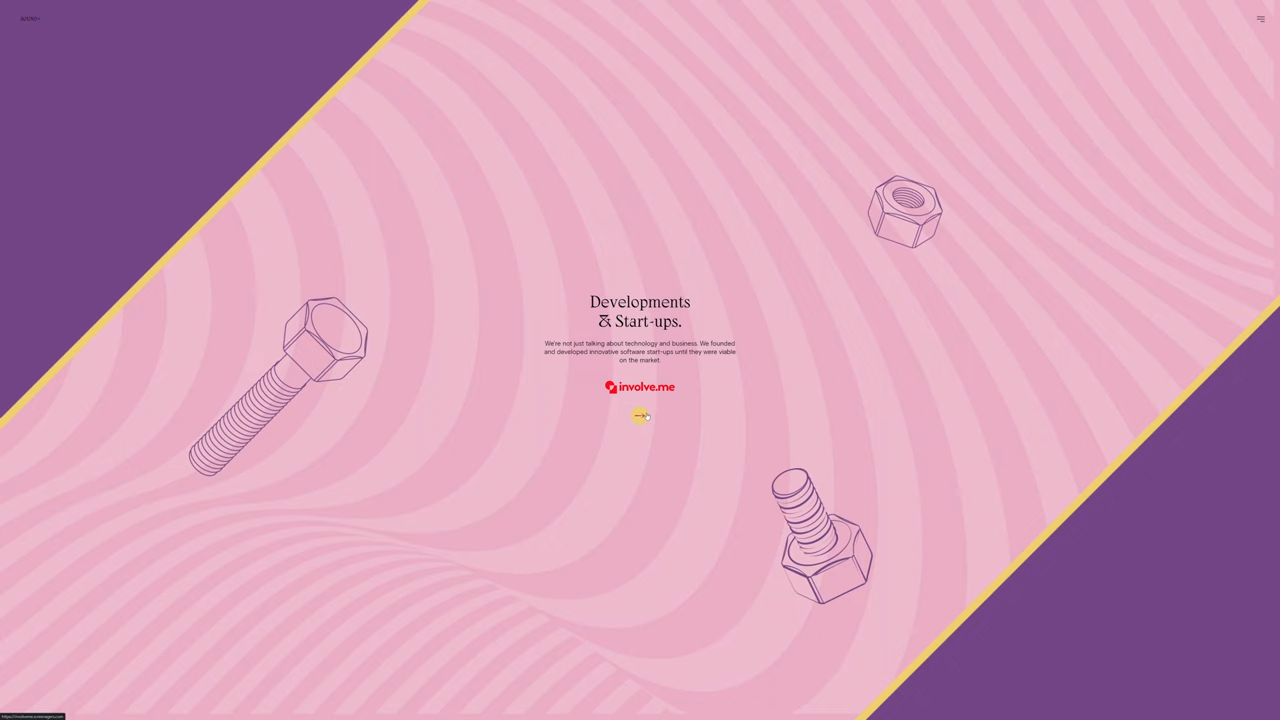 Developments
& Start-ups.
We're not just talking about technology and business. We founded
and developed innovative software start-ups until they were viable
on the market.
involve.me